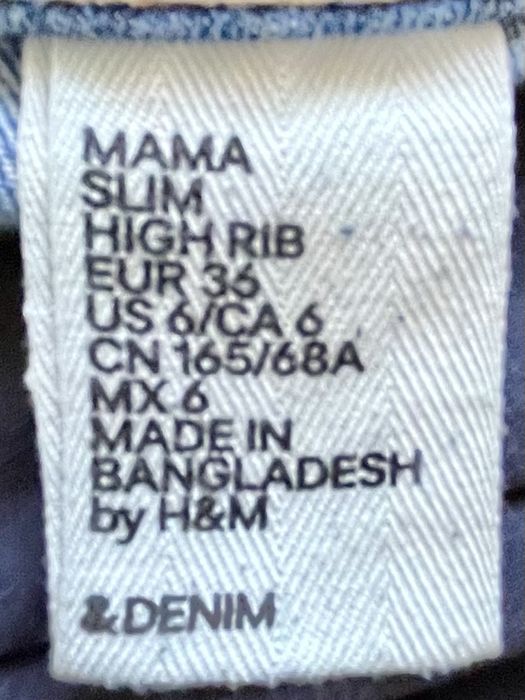 MAMA
SLIM
HIGH RIB
EUR 36
US 6/CA 6
CN 165/68A
MX 6
MADE IN
BANGLADESH
by H&M
&DENIM